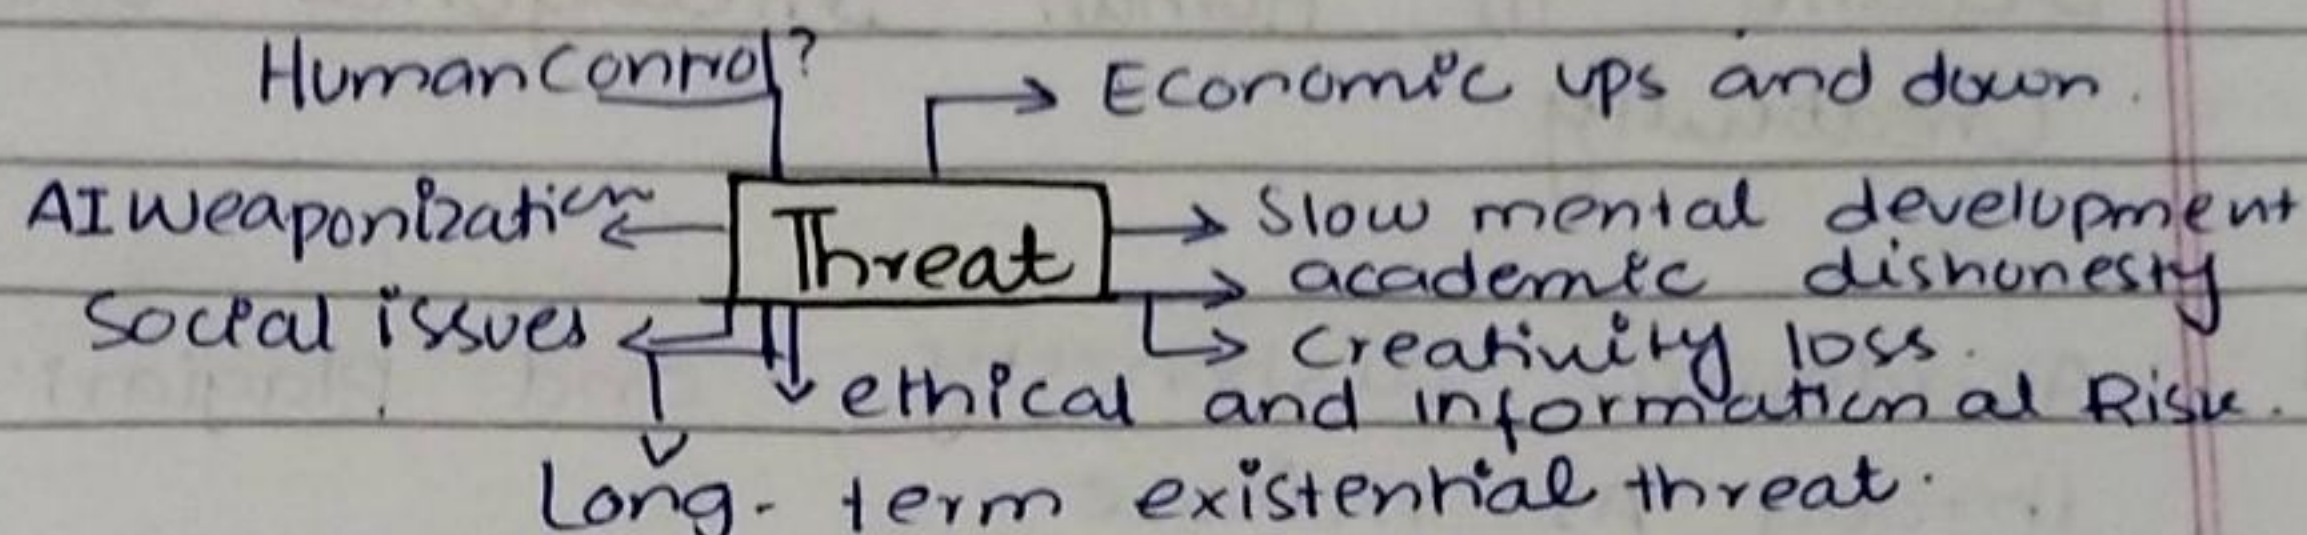 Human Control?
Economic ups and down.
AI Weaponization
Threat
Slow mental development
academic dishonesty
Social issues
Creativity loss.
ethical and informational Risk.
Long-term existential threat.